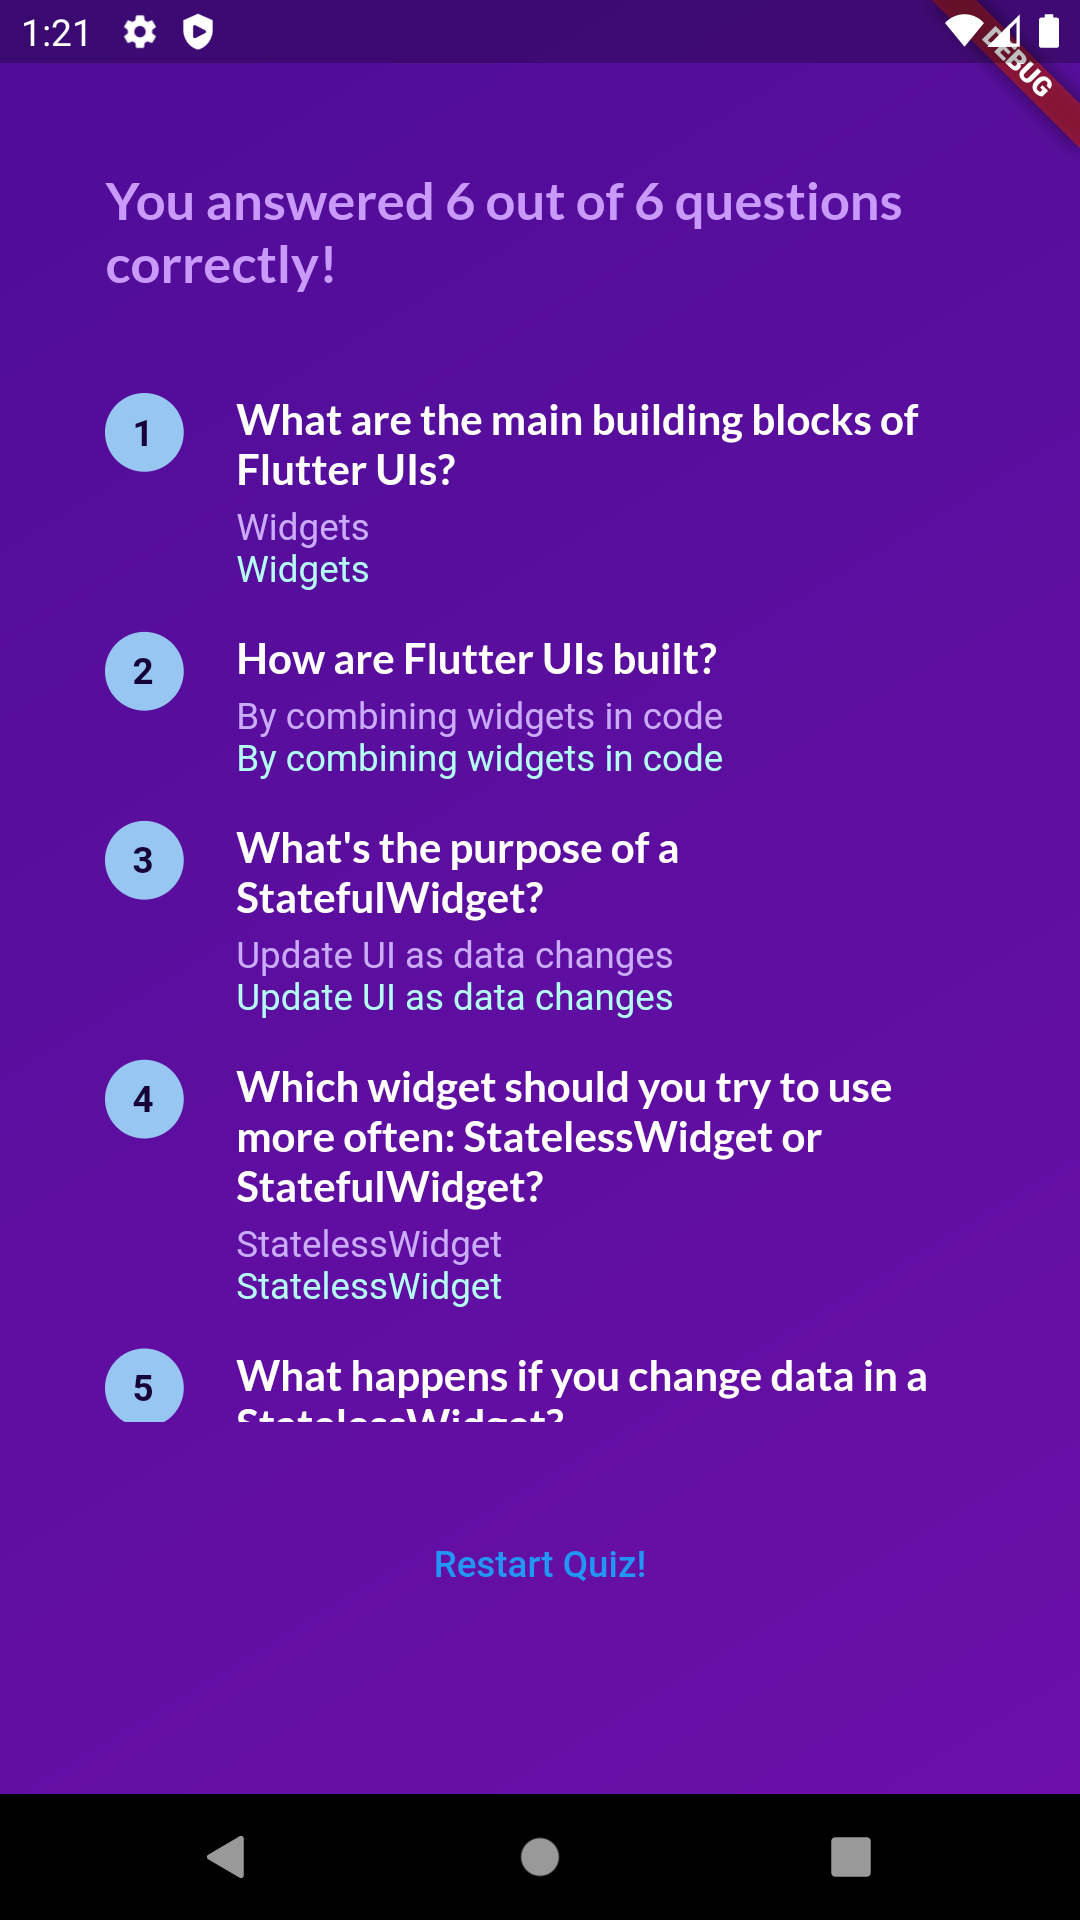 1:21
DEBUG
You answered 6 out of 6 questions
correctly!
1
What are the main building blocks of
Flutter UIs?
Widgets
Widgets
2
How are Flutter UIs built?
By combining widgets in code
By combining widgets in code
3
What's the purpose of a
StatefulWidget?
Update UI as data changes
Update UI as data changes
4
Which widget should you try to use
more often: StatelessWidget or
StatefulWidget?
StatelessWidget
StatelessWidget
5
What happens if you change data in a
StatelessWidget?
Restart Quiz!